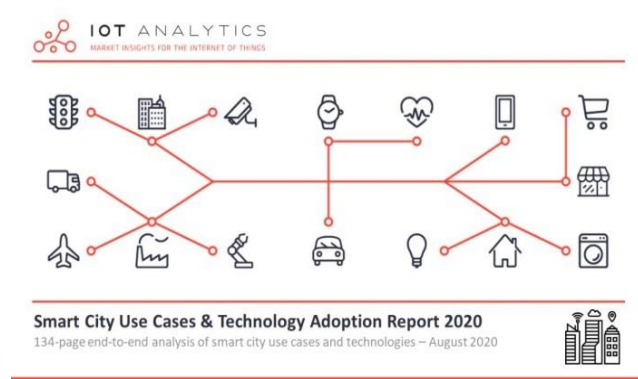 IOT ANALYTICS
MARKET INSIGHTS FOR THE INTERNET OF THINGS
Smart City Use Cases & Technology Adoption Report 2020
134-page end-to-end analysis of smart city use cases and technologies – August 2020